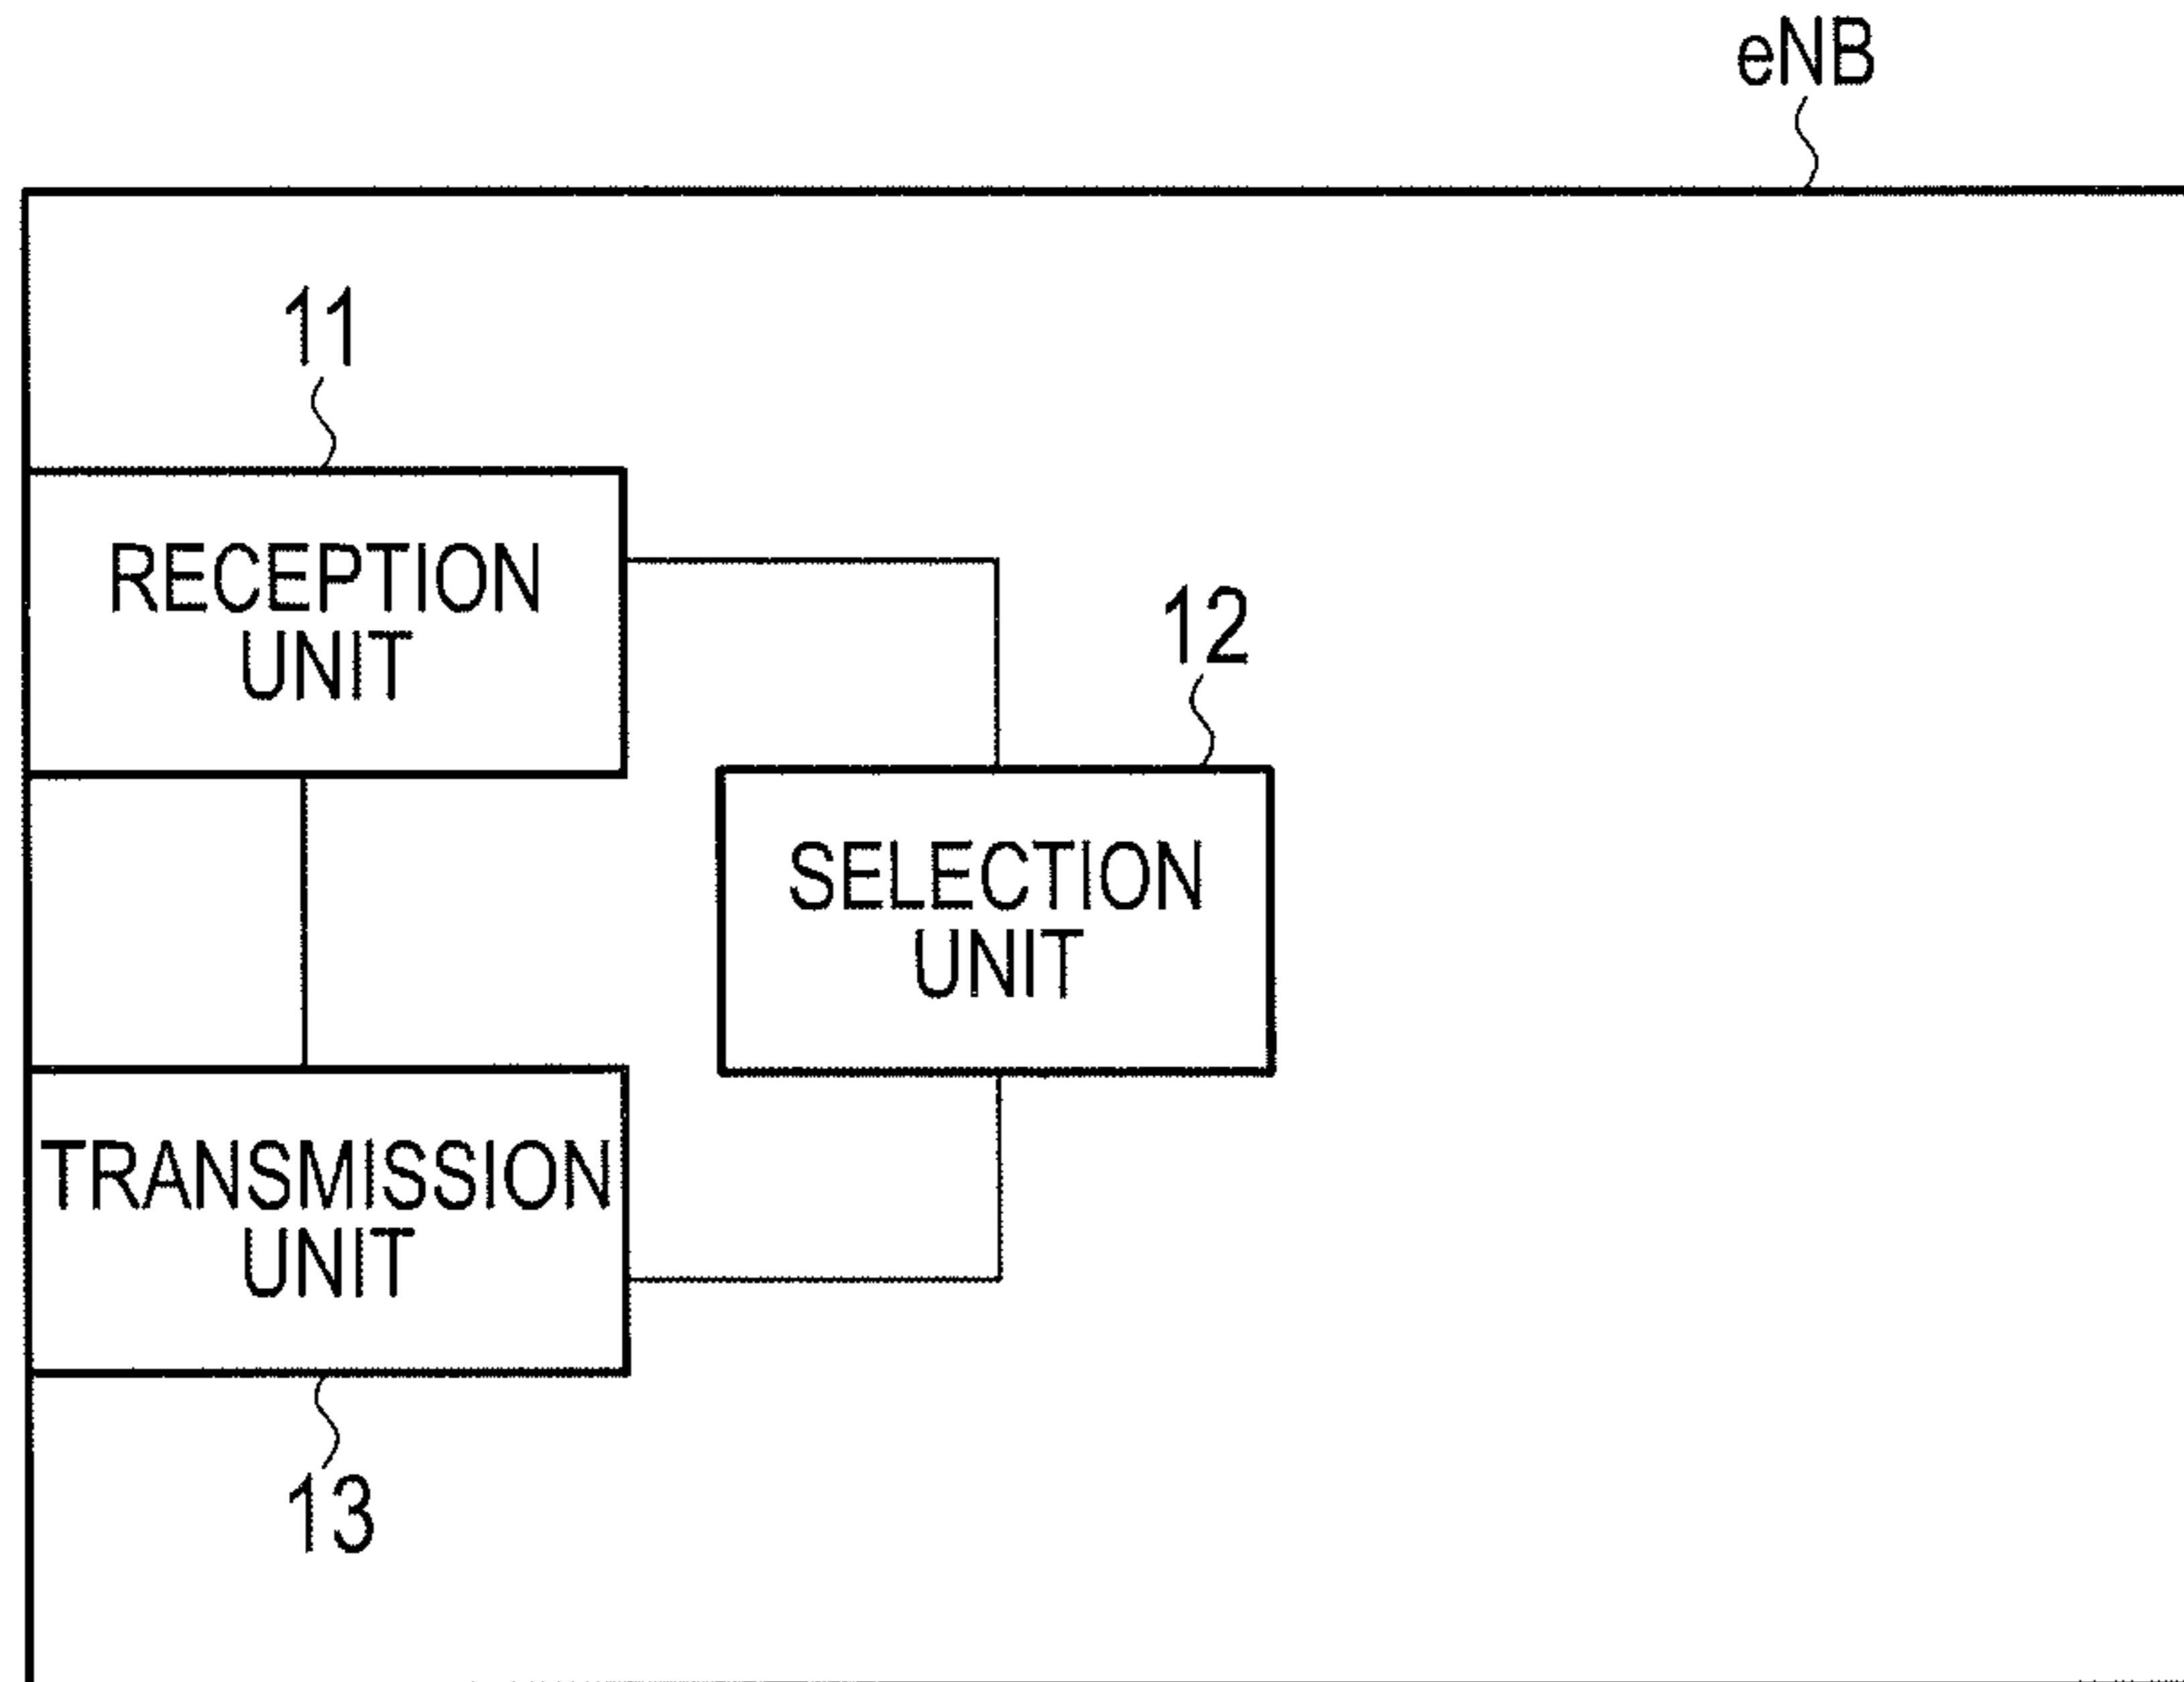 eNB
11
RECEPTION
UNIT
12
SELECTION
UNIT
TRANSMISSION
UNIT
13